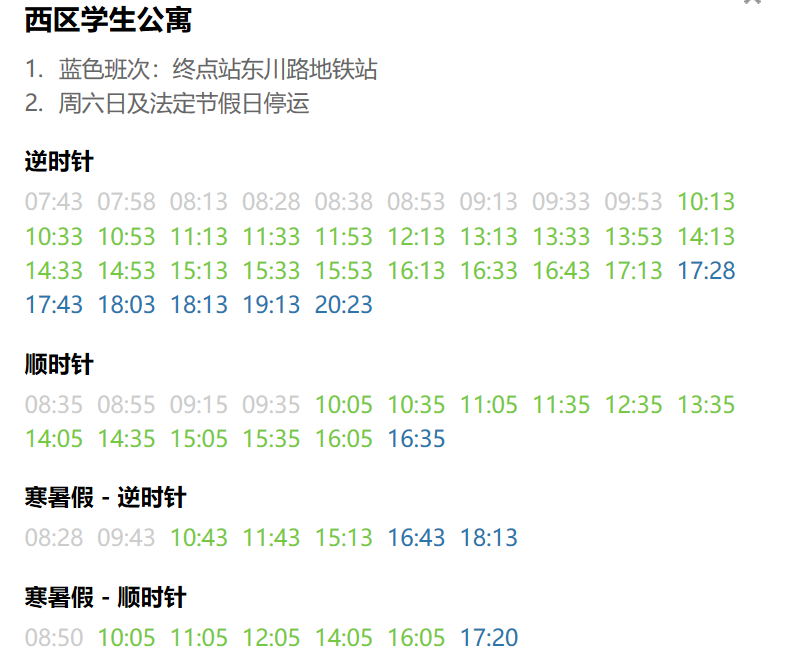 西区学生公寓
1. 蓝色班次：终点站东川路地铁站
2. 周六日及法定节假日停运
逆时针
07:43 07:58 08:13 08:28 08:38 08:53 09:13 09:33 09:53 10:13
10:33 10:53 11:13 11:33 11:53 12:13 13:13 13:33 13:53 14:13
14:33 14:53 15:13 15:33 15:53 16:13 16:33 16:43 17:13 17:28
17:43 18:03 18:13 19:13 20:23
顺时针
08:35 08:55 09:15 09:35 10:05 10:35 11:05 11:35 12:35 13:35
14:05 14:35 15:05 15:35 16:05 16:35
寒暑假 - 逆时针
08:28 09:43 10:43 11:43 15:13 16:43 18:13
寒暑假 - 顺时针
08:50 10:05 11:05 12:05 14:05 16:05 17:20